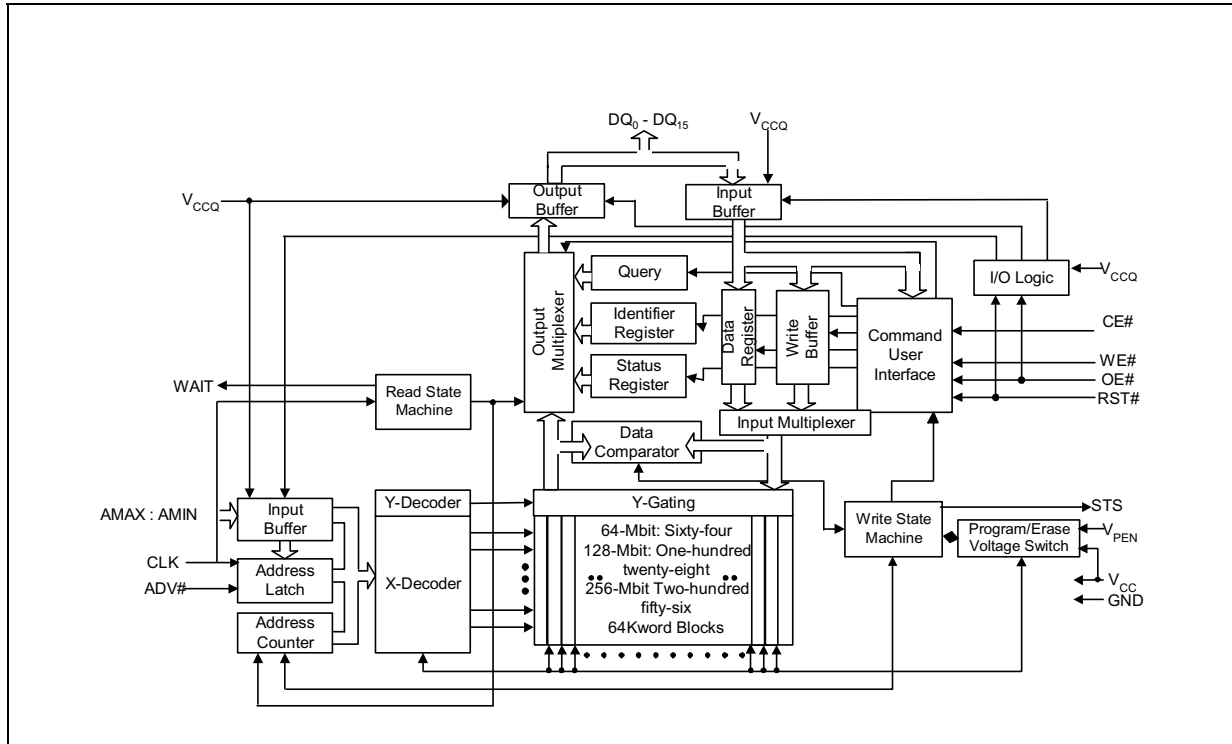 DQ0 - DQ15
VCCQ
VCCQ
Output
Buffer
Input
Buffer
Output
Multiplexer
Query
Identifier
Register
Status
Register
Data
Register
Write
Buffer
Command
User
Interface
I/O Logic
VCCQ
CE#
WE#
OE#
RST#
WAIT
Read State
Machine
Input Multiplexer
Data
Comparator
AMAX : AMIN
CLK
ADV#
Input
Buffer
Address
Latch
Address
Counter
Y-Decoder
X-Decoder
Y-Gating
64-Mbit: Sixty-four
128-Mbit: One-hundred
twenty-eight
256-Mbit Two-hundred
fifty-six
64Kword Blocks
Write State
Machine
Program/Erase
Voltage Switch
STS
VPEN
VCC
GND